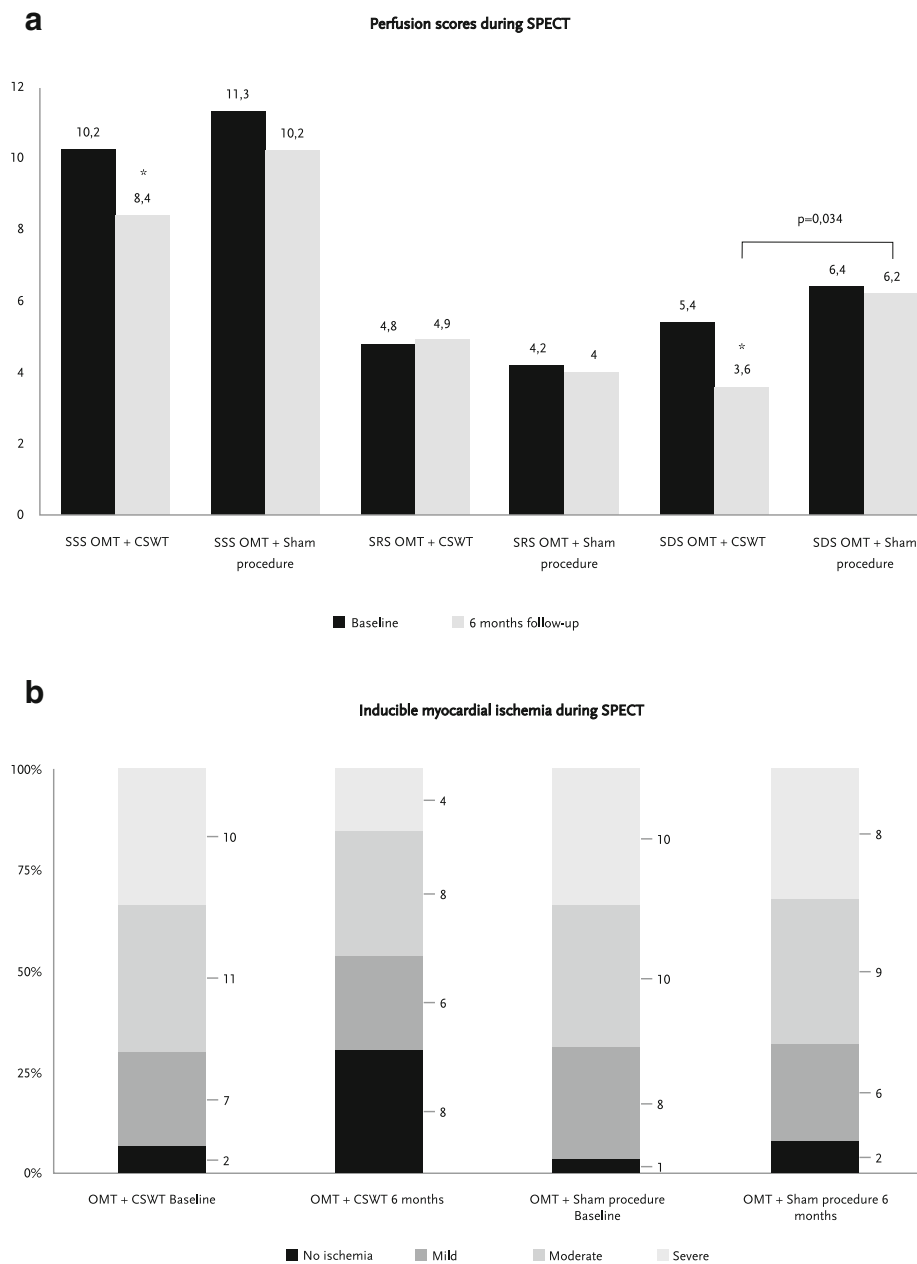 a
Perfusion scores during SPECT
12
10
8
6
4
2
0
10,2
*
8,4
11,3
10,2
4,8
4,9
4,2
4
5,4
*
3,6
p=0,034
6,4
6,2
SSS OMT + CSWT
SSS OMT + Sham
procedure
SRS OMT + CSWT
SRS OMT + Sham
procedure
SDS OMT + CSWT
SDS OMT + Sham
procedure
Baseline
6 months follow-up
b
Inducible myocardial ischemia during SPECT
100%
75%
50%
25%
0%
10
11
7
2
4
8
6
8
10
10
8
1
8
9
6
2
OMT + CSWT Baseline
OMT + CSWT 6 months
OMT + Sham procedure
Baseline
OMT + Sham procedure 6
months
No ischemia
Mild
Moderate
Severe